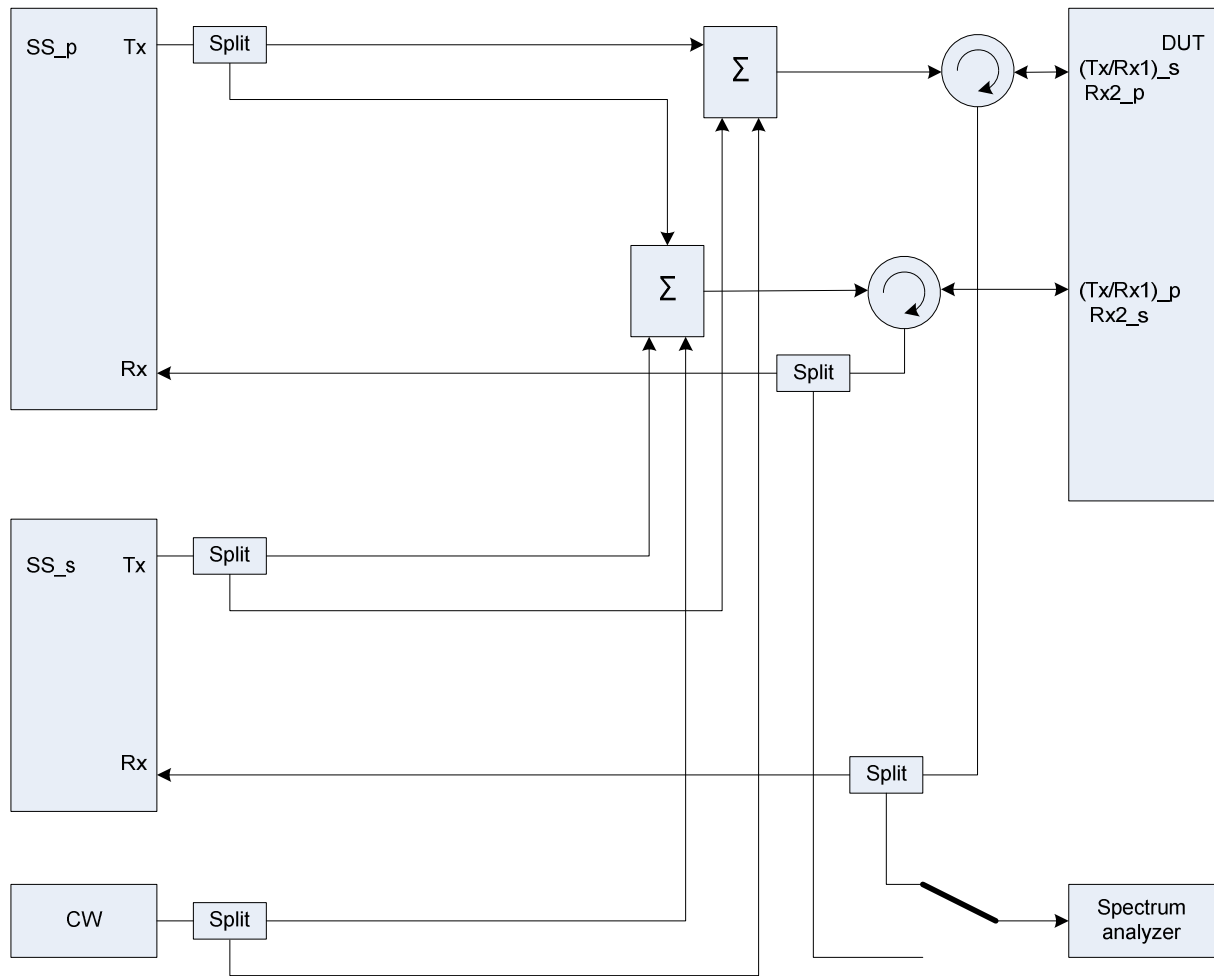 SS_p
Tx
Split
Σ
DUT
(Tx/Rx1)_s
Rx2_p
Σ
(Tx/Rx1)_p
Rx2_s
Rx
Split
SS_s
Tx
Split
Rx
Split
CW
Split
Spectrum
analyzer